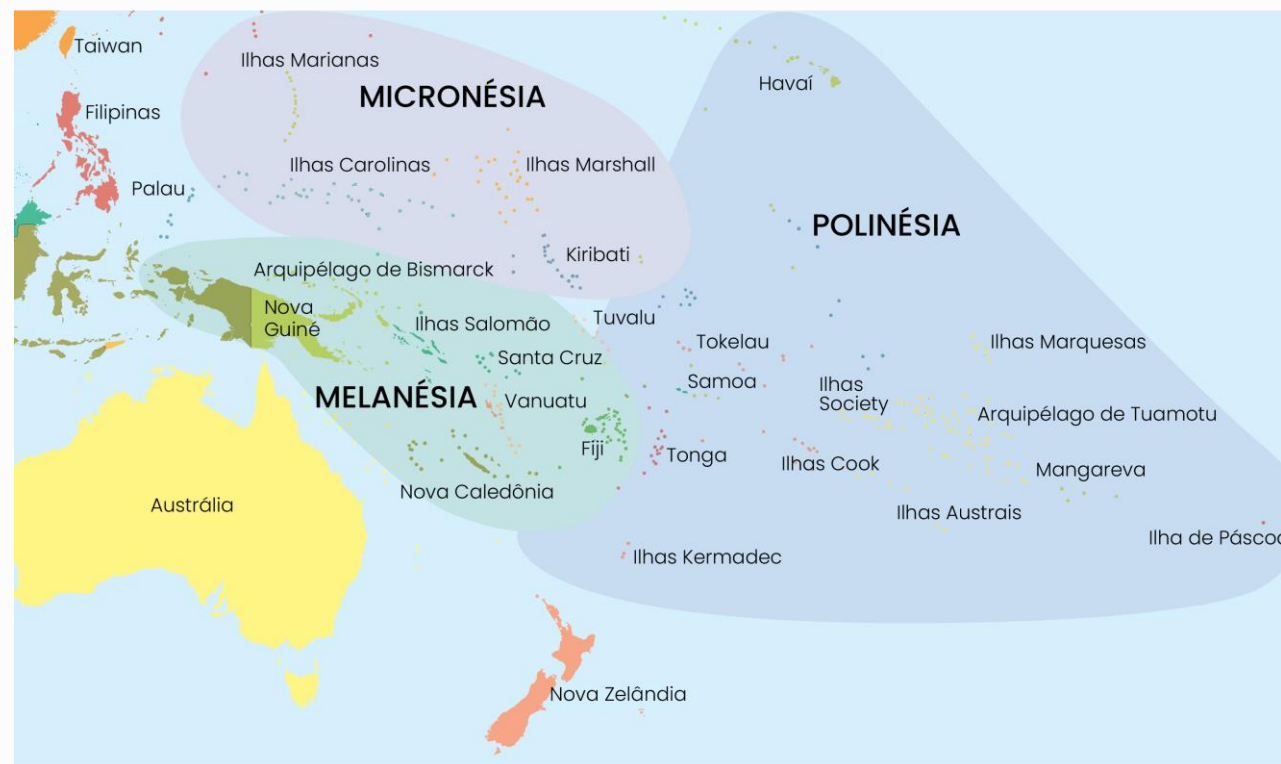 Taiwan
Ilhas Marianas
Havaí
MICRONÉSIA
Filipinas
Ilhas Carolinas
Ilhas Marshall
Palau
POLINÉSIA
Kiribati
Arquipélago de Bismarck
Nova
Guiné
Ilhas Salomão
Tuvalu
Tokelau
Ilhas Marquesas
Santa Cruz
Samoa
Ilhas
Society
MELANÉSIA
Vanuatu
Arquipélago de Tuamotu
Fíji
Tonga
Ilhas Cook
Mangareva
Nova Caledônia
Austrália
Ilhas Austrais
Ilha de Páscoa
Ilhas Kermadec
Nova Zelândia